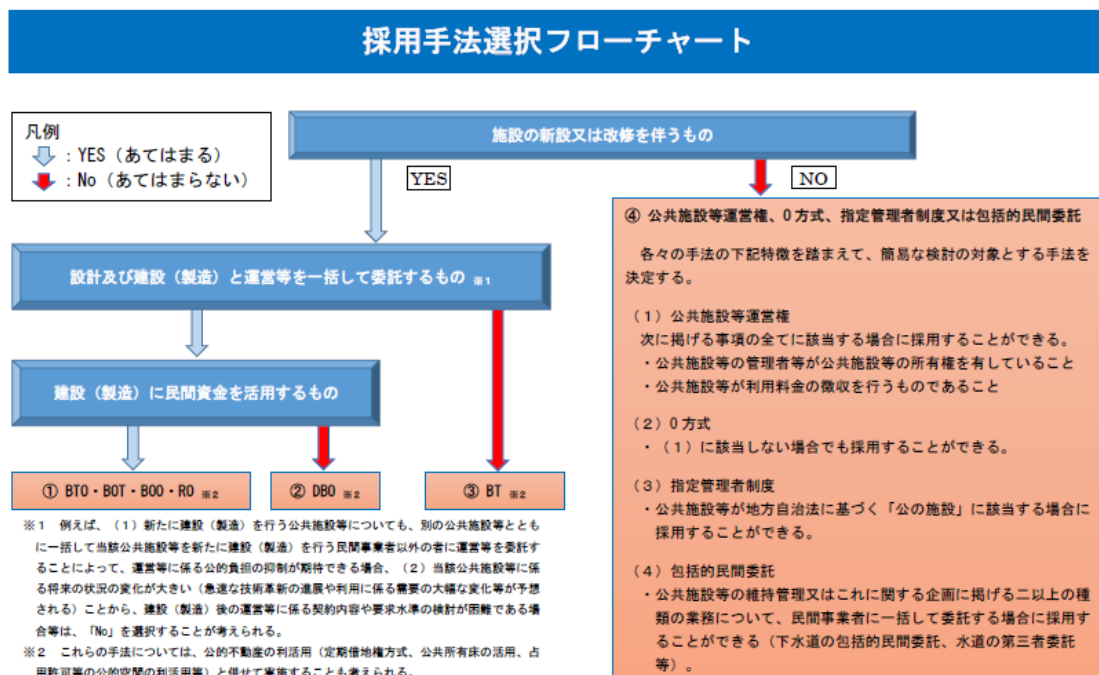 採用手法選択フローチャート
凡例
：YES（あてはまる）
：No（あてはまらない）
施設の新設又は改修を伴うもの
YES
NO
設計及び建設（製造）と運営等を一括して委託するもの ※1
建設（製造）に民間資金を活用するもの
① BTO・BOT・BOO・RO ※2
② DBO ※2
③ BT ※2
※1　例えば、（１）新たに建設（製造）を行う公共施設等についても、別の公共施設等ととも
に一括して当該公共施設等を新たに建設（製造）を行う民間事業者以外の者に運営等を委託す
ることによって、運営等に係る公的負担の抑制が期待できる場合、（２）当該公共施設等に係
る将来の状況の変化が大きい（急速な技術革新の進展や利用に係る需要の大幅な変化等が予想
される）ことから、建設（製造）後の運営等に係る契約内容や要求水準の検討が困難である場
合等は、「No」を選択することが考えられる。
※2　これらの手法については、公的不動産の利活用（定期借地権方式、公共所有床の活用、占
用許可等の公的空間の利活用等）と併せて実施することも考えられる。
④ 公共施設等運営権、O方式、指定管理者制度又は包括的民間委託
各々の手法の下記特徴を踏まえて、簡易な検討の対象とする手法を
決定する。
（１）公共施設等運営権
次に掲げる事項の全てに該当する場合に採用することができる。
・公共施設等の管理者等が公共施設等の所有権を有していること
・公共施設等が利用料金の徴収を行うものであること
（２）O方式
・（１）に該当しない場合でも採用することができる。
（３）指定管理者制度
・公共施設等が地方自治法に基づく「公の施設」に該当する場合に
採用することができる。
（４）包括的民間委託
・公共施設等の維持管理又はこれに関する企画に掲げる二以上の種
類の業務について、民間事業者に一括して委託する場合に採用す
ることができる（下水道の包括的民間委託、水道の第三者委託
等）。